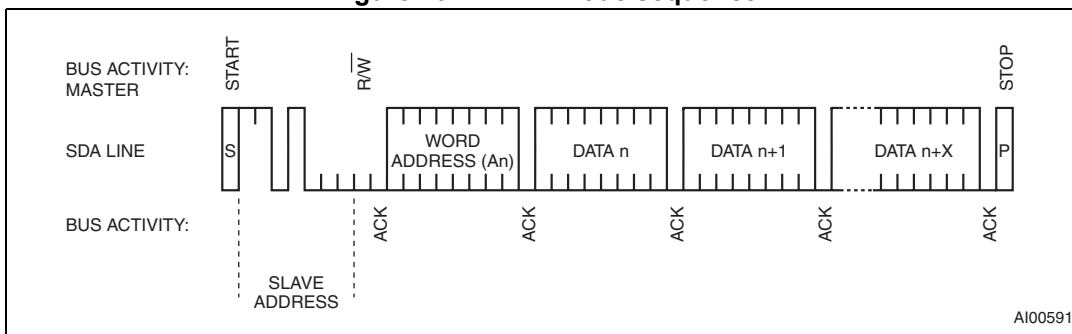 START
R/W
STOP
BUS ACTIVITY:
MASTER
SDA LINE
S
WORD
ADDRESS (An)
DATA n
DATA n+1
DATA n+X
P
BUS ACTIVITY:
ACK
ACK
ACK
ACK
ACK
SLAVE
ADDRESS
AI00591